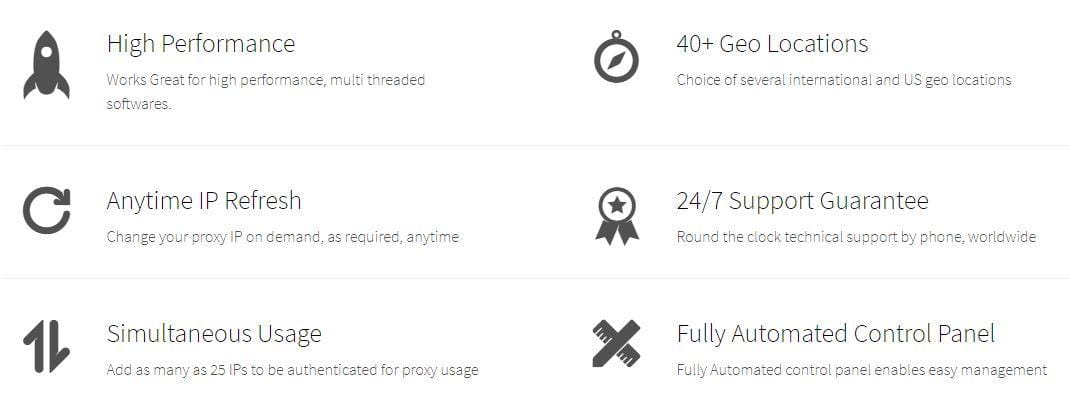 High Performance
Works Great for high performance, multi threaded
softwares.
40+ Geo Locations
Choice of several international and US geo locations
Anytime IP Refresh
Change your proxy IP on demand, as required, anytime
24/7 Support Guarantee
Round the clock technical support by phone, worldwide
Simultaneous Usage
Add as many as 25 IPs to be authenticated for proxy usage
Fully Automated Control Panel
Fully Automated control panel enables easy management